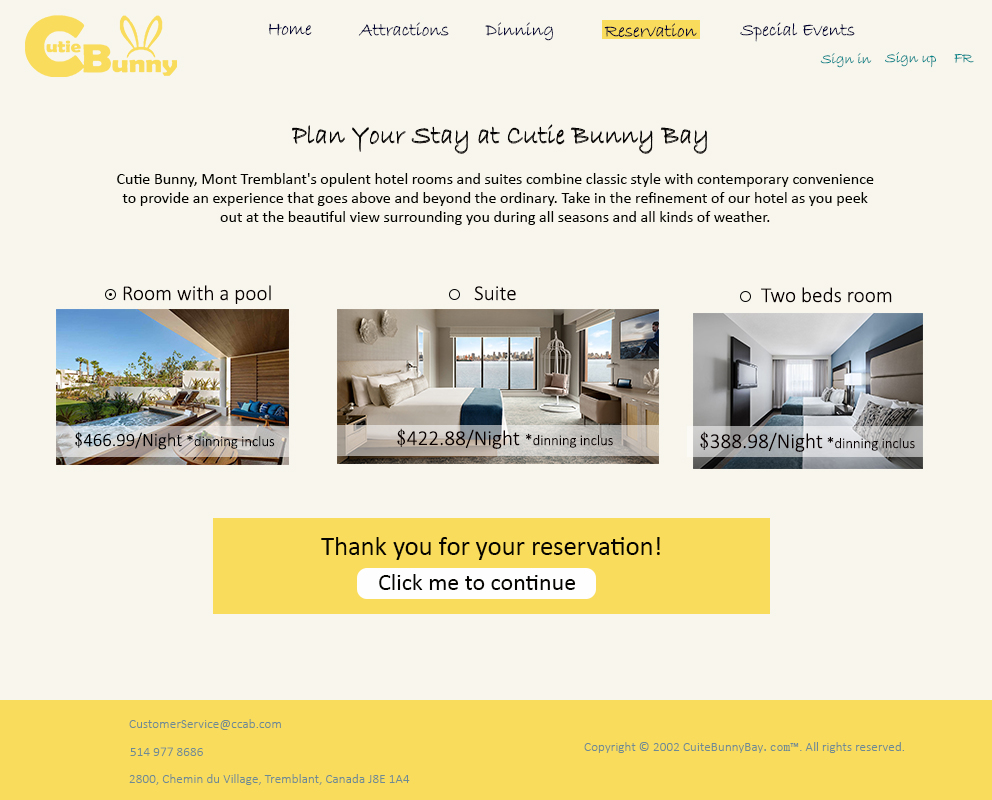 Cutie Bunny
Home Attractions Dinning Reservation Special Events
Sign in Sign up FR
Plan Your Stay at Cutie Bunny Bay
Cutie Bunny, Mont Tremblant's opulent hotel rooms and suites combine classic style with contemporary convenience
to provide an experience that goes above and beyond the ordinary. Take in the refinement of our hotel as you peek
out at the beautiful view surrounding you during all seasons and all kinds of weather.
Room with a pool
Suite
Two beds room
$466.99/Night *dinning inclus
$422.88/Night *dinning inclus
$388.98/Night *dinning inclus
Thank you for your reservation!
Click me to continue
CustomerService@ccab.com
514 977 8686
2800, Chemin du Village, Tremblant, Canada J8E 1A4
Copyright © 2002 CuiteBunnyBay. com™. All rights reserved.